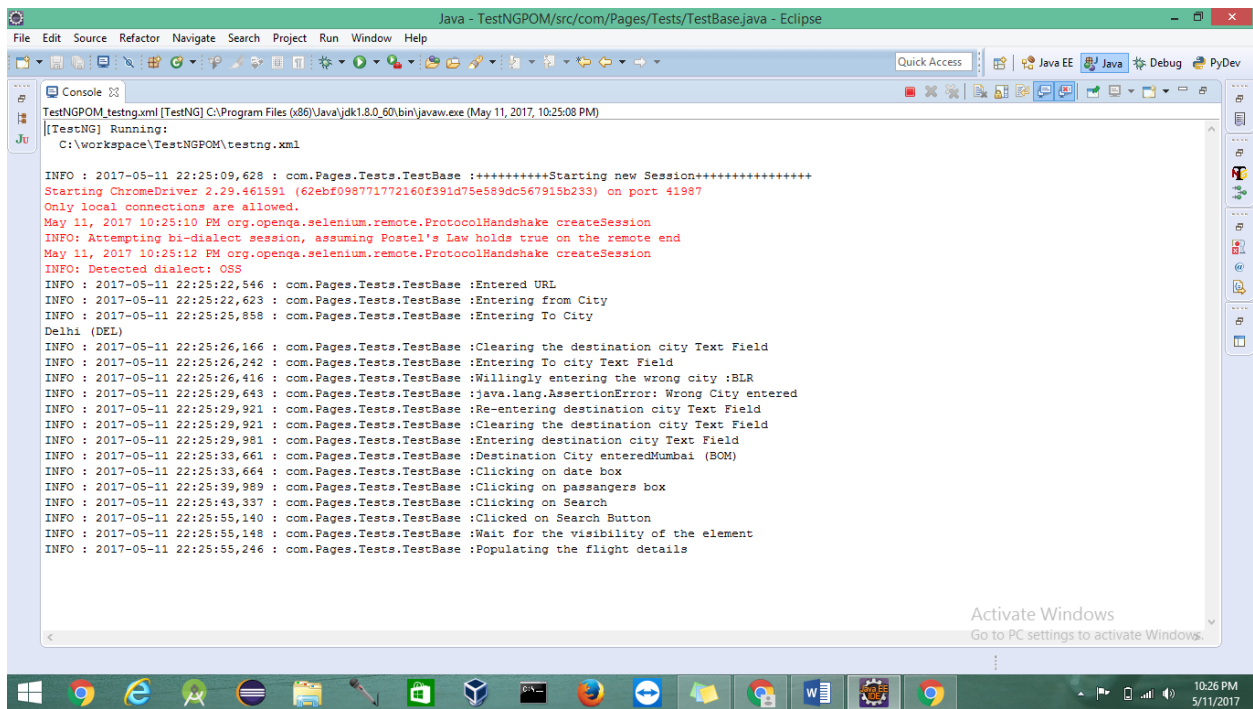 Java - TestNGPOM/src/com/Pages/Tests/TestBase.java - Eclipse
File Edit Source Refactor Navigate Search Project Run Window Help
Quick Access
Java EE Java Debug PyDev
Console
TestNGPOM_testng.xml [TestNG] C:\Program Files (x86)\Java\jdk1.8.0_60\bin\javaw.exe (May 11, 2017, 10:25:08 PM)
[TestNG] Running:
C:\workspace\TestNGPOM\testng.xml
INFO : 2017-05-11 22:25:09,628 : com.Pages.Tests.TestBase :++++++++++Starting new Session++++++++++++++++
Starting ChromeDriver 2.29.461591 (62ebf098771772160f391d75e589dc567915b233) on port 41987
Only local connections are allowed.
May 11, 2017 10:25:10 PM org.openqa.selenium.remote.ProtocolHandshake createSession
INFO: Attempting bi-dialect session, assuming Postel's Law holds true on the remote end
May 11, 2017 10:25:12 PM org.openqa.selenium.remote.ProtocolHandshake createSession
INFO: Detected dialect: OSS
INFO : 2017-05-11 22:25:22,546 : com.Pages.Tests.TestBase :Entered URL
INFO : 2017-05-11 22:25:22,623 : com.Pages.Tests.TestBase :Entering from City
INFO : 2017-05-11 22:25:25,858 : com.Pages.Tests.TestBase :Entering To City
Delhi (DEL)
INFO : 2017-05-11 22:25:26,166 : com.Pages.Tests.TestBase :Clearing the destination city Text Field
INFO : 2017-05-11 22:25:26,242 : com.Pages.Tests.TestBase :Entering To city Text Field
INFO : 2017-05-11 22:25:26,416 : com.Pages.Tests.TestBase :Willingly entering the wrong city :BLR
INFO : 2017-05-11 22:25:29,643 : com.Pages.Tests.TestBase :java.lang.AssertionError: Wrong City entered
INFO : 2017-05-11 22:25:29,921 : com.Pages.Tests.TestBase :Re-entering destination city Text Field
INFO : 2017-05-11 22:25:29,921 : com.Pages.Tests.TestBase :Clearing the destination city Text Field
INFO : 2017-05-11 22:25:29,981 : com.Pages.Tests.TestBase :Entering destination city Text Field
INFO : 2017-05-11 22:25:33,661 : com.Pages.Tests.TestBase :Destination City enteredMumbai (BOM)
INFO : 2017-05-11 22:25:33,664 : com.Pages.Tests.TestBase :Clicking on date box
INFO : 2017-05-11 22:25:39,989 : com.Pages.Tests.TestBase :Clicking on passangers box
INFO : 2017-05-11 22:25:43,337 : com.Pages.Tests.TestBase :Clicking on Search
INFO : 2017-05-11 22:25:55,140 : com.Pages.Tests.TestBase :Clicked on Search Button
INFO : 2017-05-11 22:25:55,148 : com.Pages.Tests.TestBase :Wait for the visibility of the element
INFO : 2017-05-11 22:25:55,246 : com.Pages.Tests.TestBase :Populating the flight details
Activate Windows
Go to PC settings to activate Windows.
10:26 PM
5/11/2017